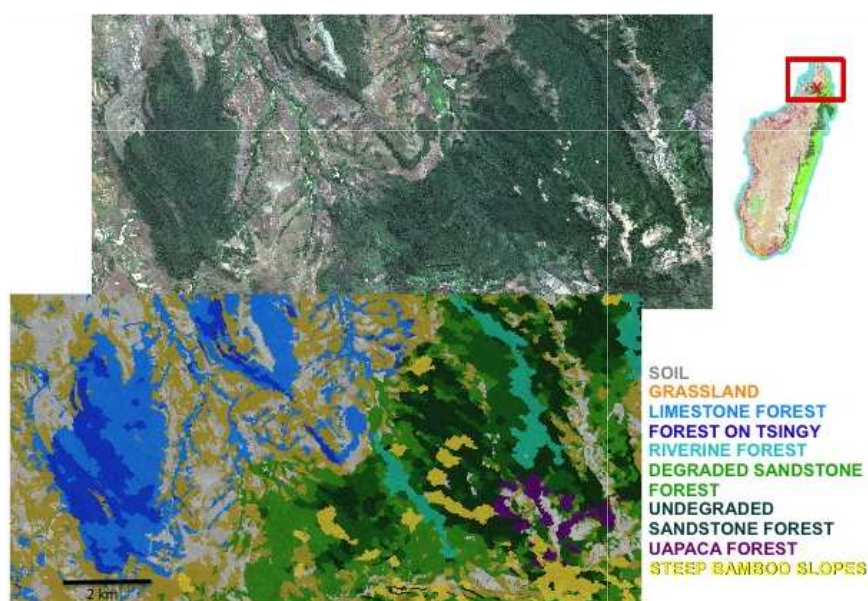 SOIL
GRASSLAND
LIMESTONE FOREST
FOREST ON TSINGY
RIVERINE FOREST
DEGRADED SANDSTONE
FOREST
UNDEGRADED
SANDSTONE FOREST
UAPACA FOREST
STEEP BAMBOO SLOPES
2 km